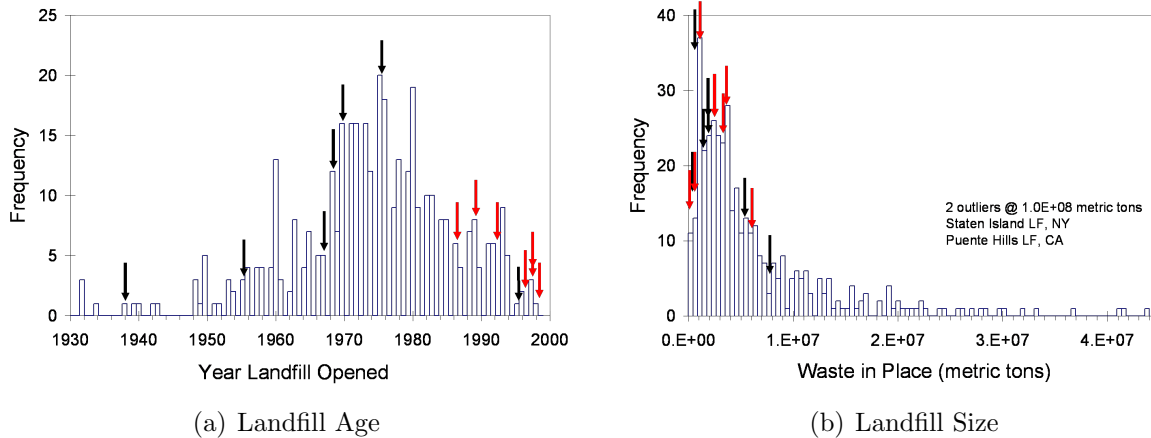 25
20
15
10
5
0
Frequency
1930
1940
1950
1960
1970
1980
1990
2000
Year Landfill Opened
(a) Landfill Age
40
30
20
10
0
Frequency
2 outliers @ 1.0E+08 metric tons
Staten Island LF, NY
Puente Hills LF, CA
0.E+00
1.E+07
2.E+07
3.E+07
4.E+07
Waste in Place (metric tons)
(b) Landfill Size